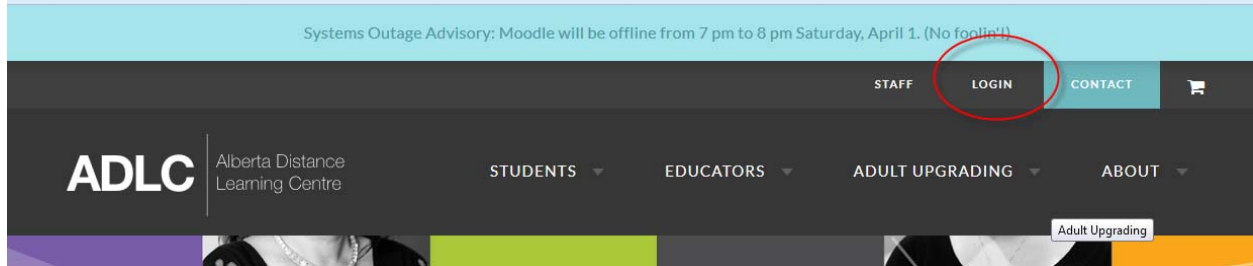 Systems Outage Advisory: Moodle will be offline from 7 pm to 8 pm Saturday, April 1. (No foolin'!)
STAFF LOGIN CONTACT
ADLC Alberta Distance Learning Centre
STUDENTS EDUCATORS ADULT UPGRADING ABOUT
Adult Upgrading